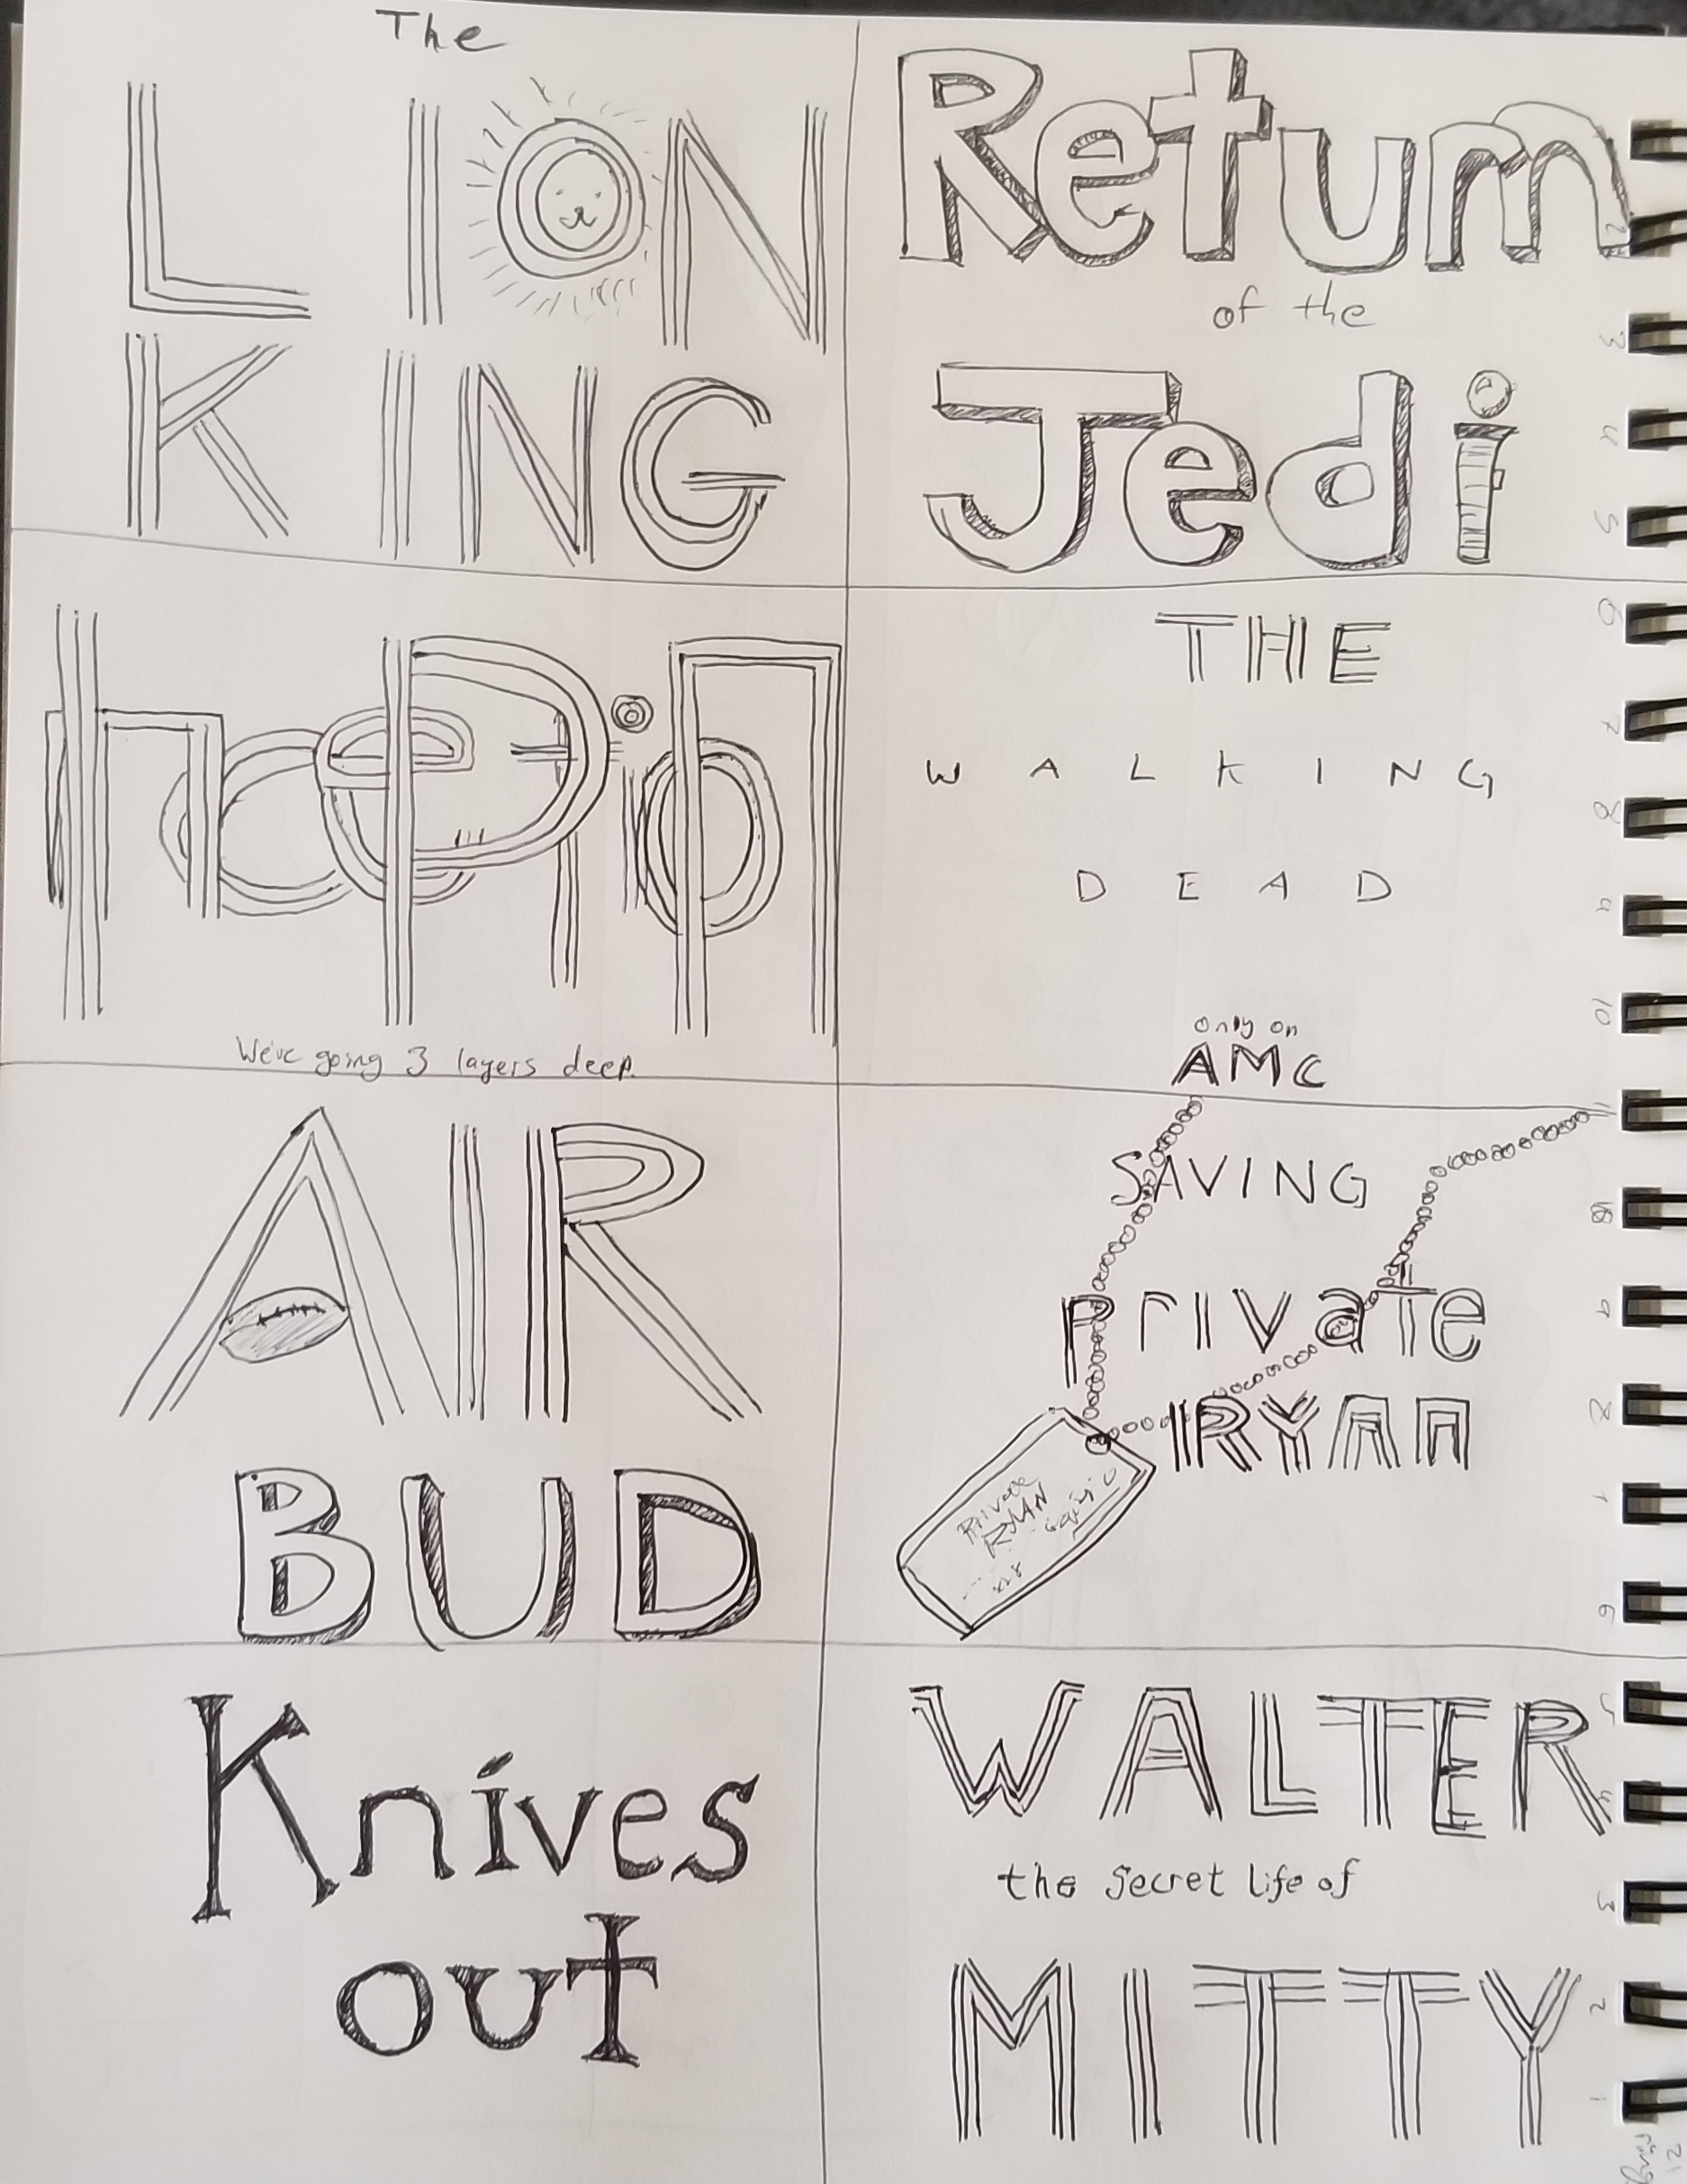 The
LION
KING
Return
of the
Jedi
Inception
We're going 3 layers deep.
THE
WALKING
DEAD
only on
AMC
AIR
BUD
SAVING
Private
RYAN
Private
RYAN
Knives
out
WALTER
the secret life of
MITTY